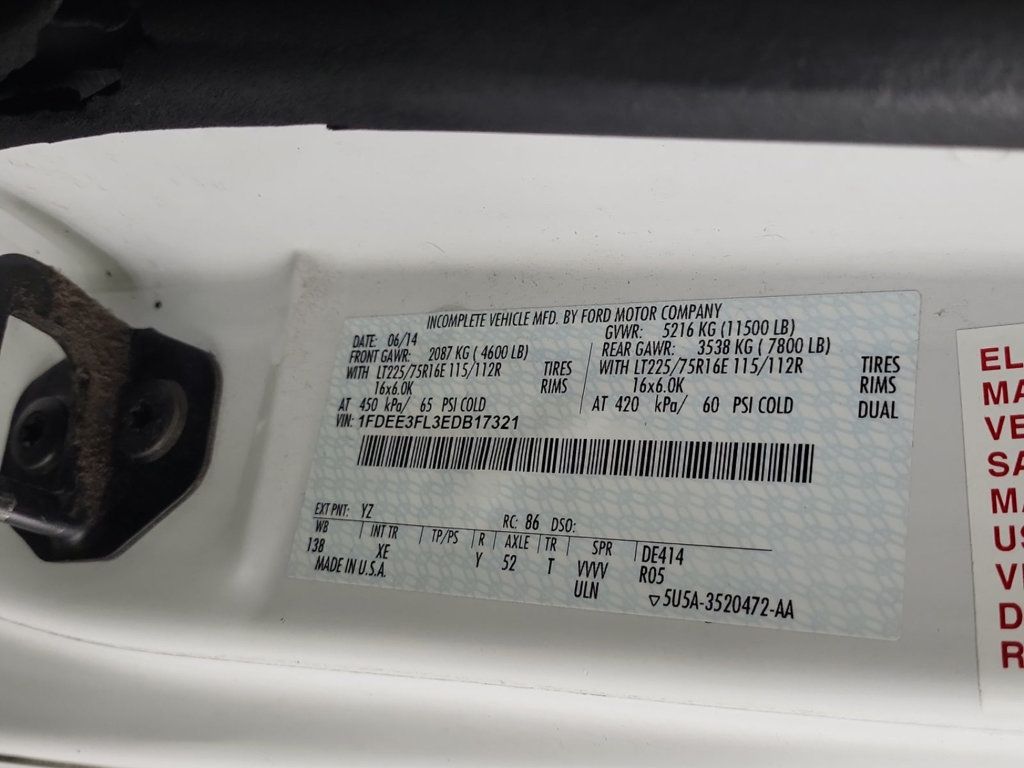 INCOMPLETE VEHICLE MFD. BY FORD MOTOR COMPANY
DATE: 06/14 GVWR: 5216 KG (11500 LB)
FRONT GAWR: 2087 KG ( 4600 LB) REAR GAWR: 3538 KG ( 7800 LB)
WITH LT225/75R16E 115/112R TIRES WITH LT225/75R16E 115/112R TIRES
16x6.0K RIMS 16x6.0K RIMS
AT 450 kPa/ 65 PSI COLD AT 420 kPa/ 60 PSI COLD DUAL
VIN: 1FDEE3FL3EDB17321
EXT PNT: YZ RC: 86 DSO:
WB INT TR TP/PS R AXLE TR SPR DE414
138 XE Y 52 T VVVV R05
MADE IN U.S.A. ULN ▽5U5A-3520472-AA
EL
MA
VE
SA
MA
US
VE
D
R